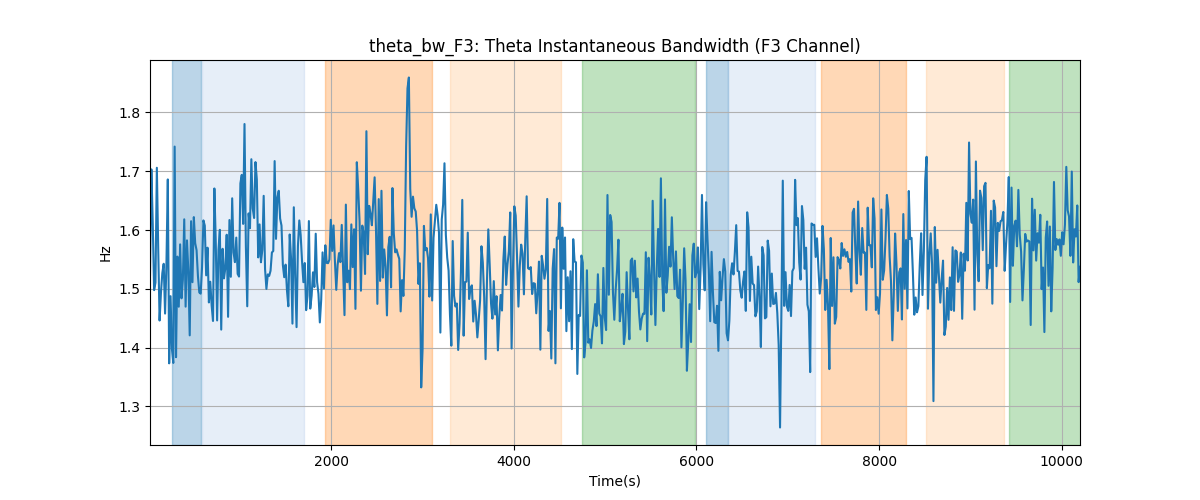 theta_bw_F3: Theta Instantaneous Bandwidth (F3 Channel)
Hz
1.8
1.7
1.6
1.5
1.4
1.3
2000 4000 6000 8000 10000
Time(s)